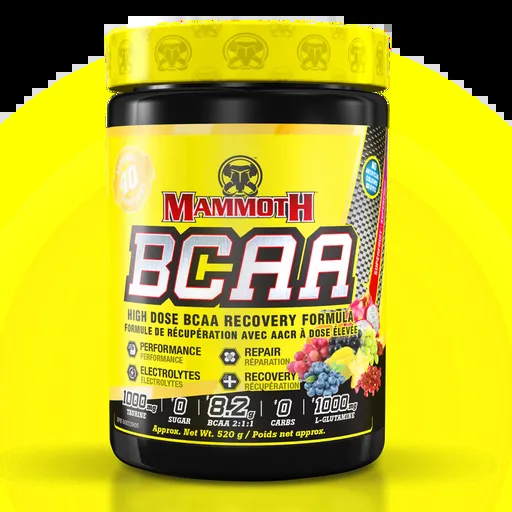 40
MAMMOTH
BCAA
HIGH DOSE BCAA RECOVERY FORMULA
FORMULE DE RÉCUPÉRATION AVEC AACR À DOSE ÉLEVÉE
PERFORMANCE
PERFORMANCE
REPAIR
RÉPARATION
ELECTROLYTES
ELECTROLYTES
RECOVERY
RÉCUPÉRATION
1000mg
TAURINE
0
SUGAR
8.2g
BCAA 2:1:1
0
CARBS
1000mg
L-GLUTAMINE
Approx. Net Wt. 520 g / Poids net approx.